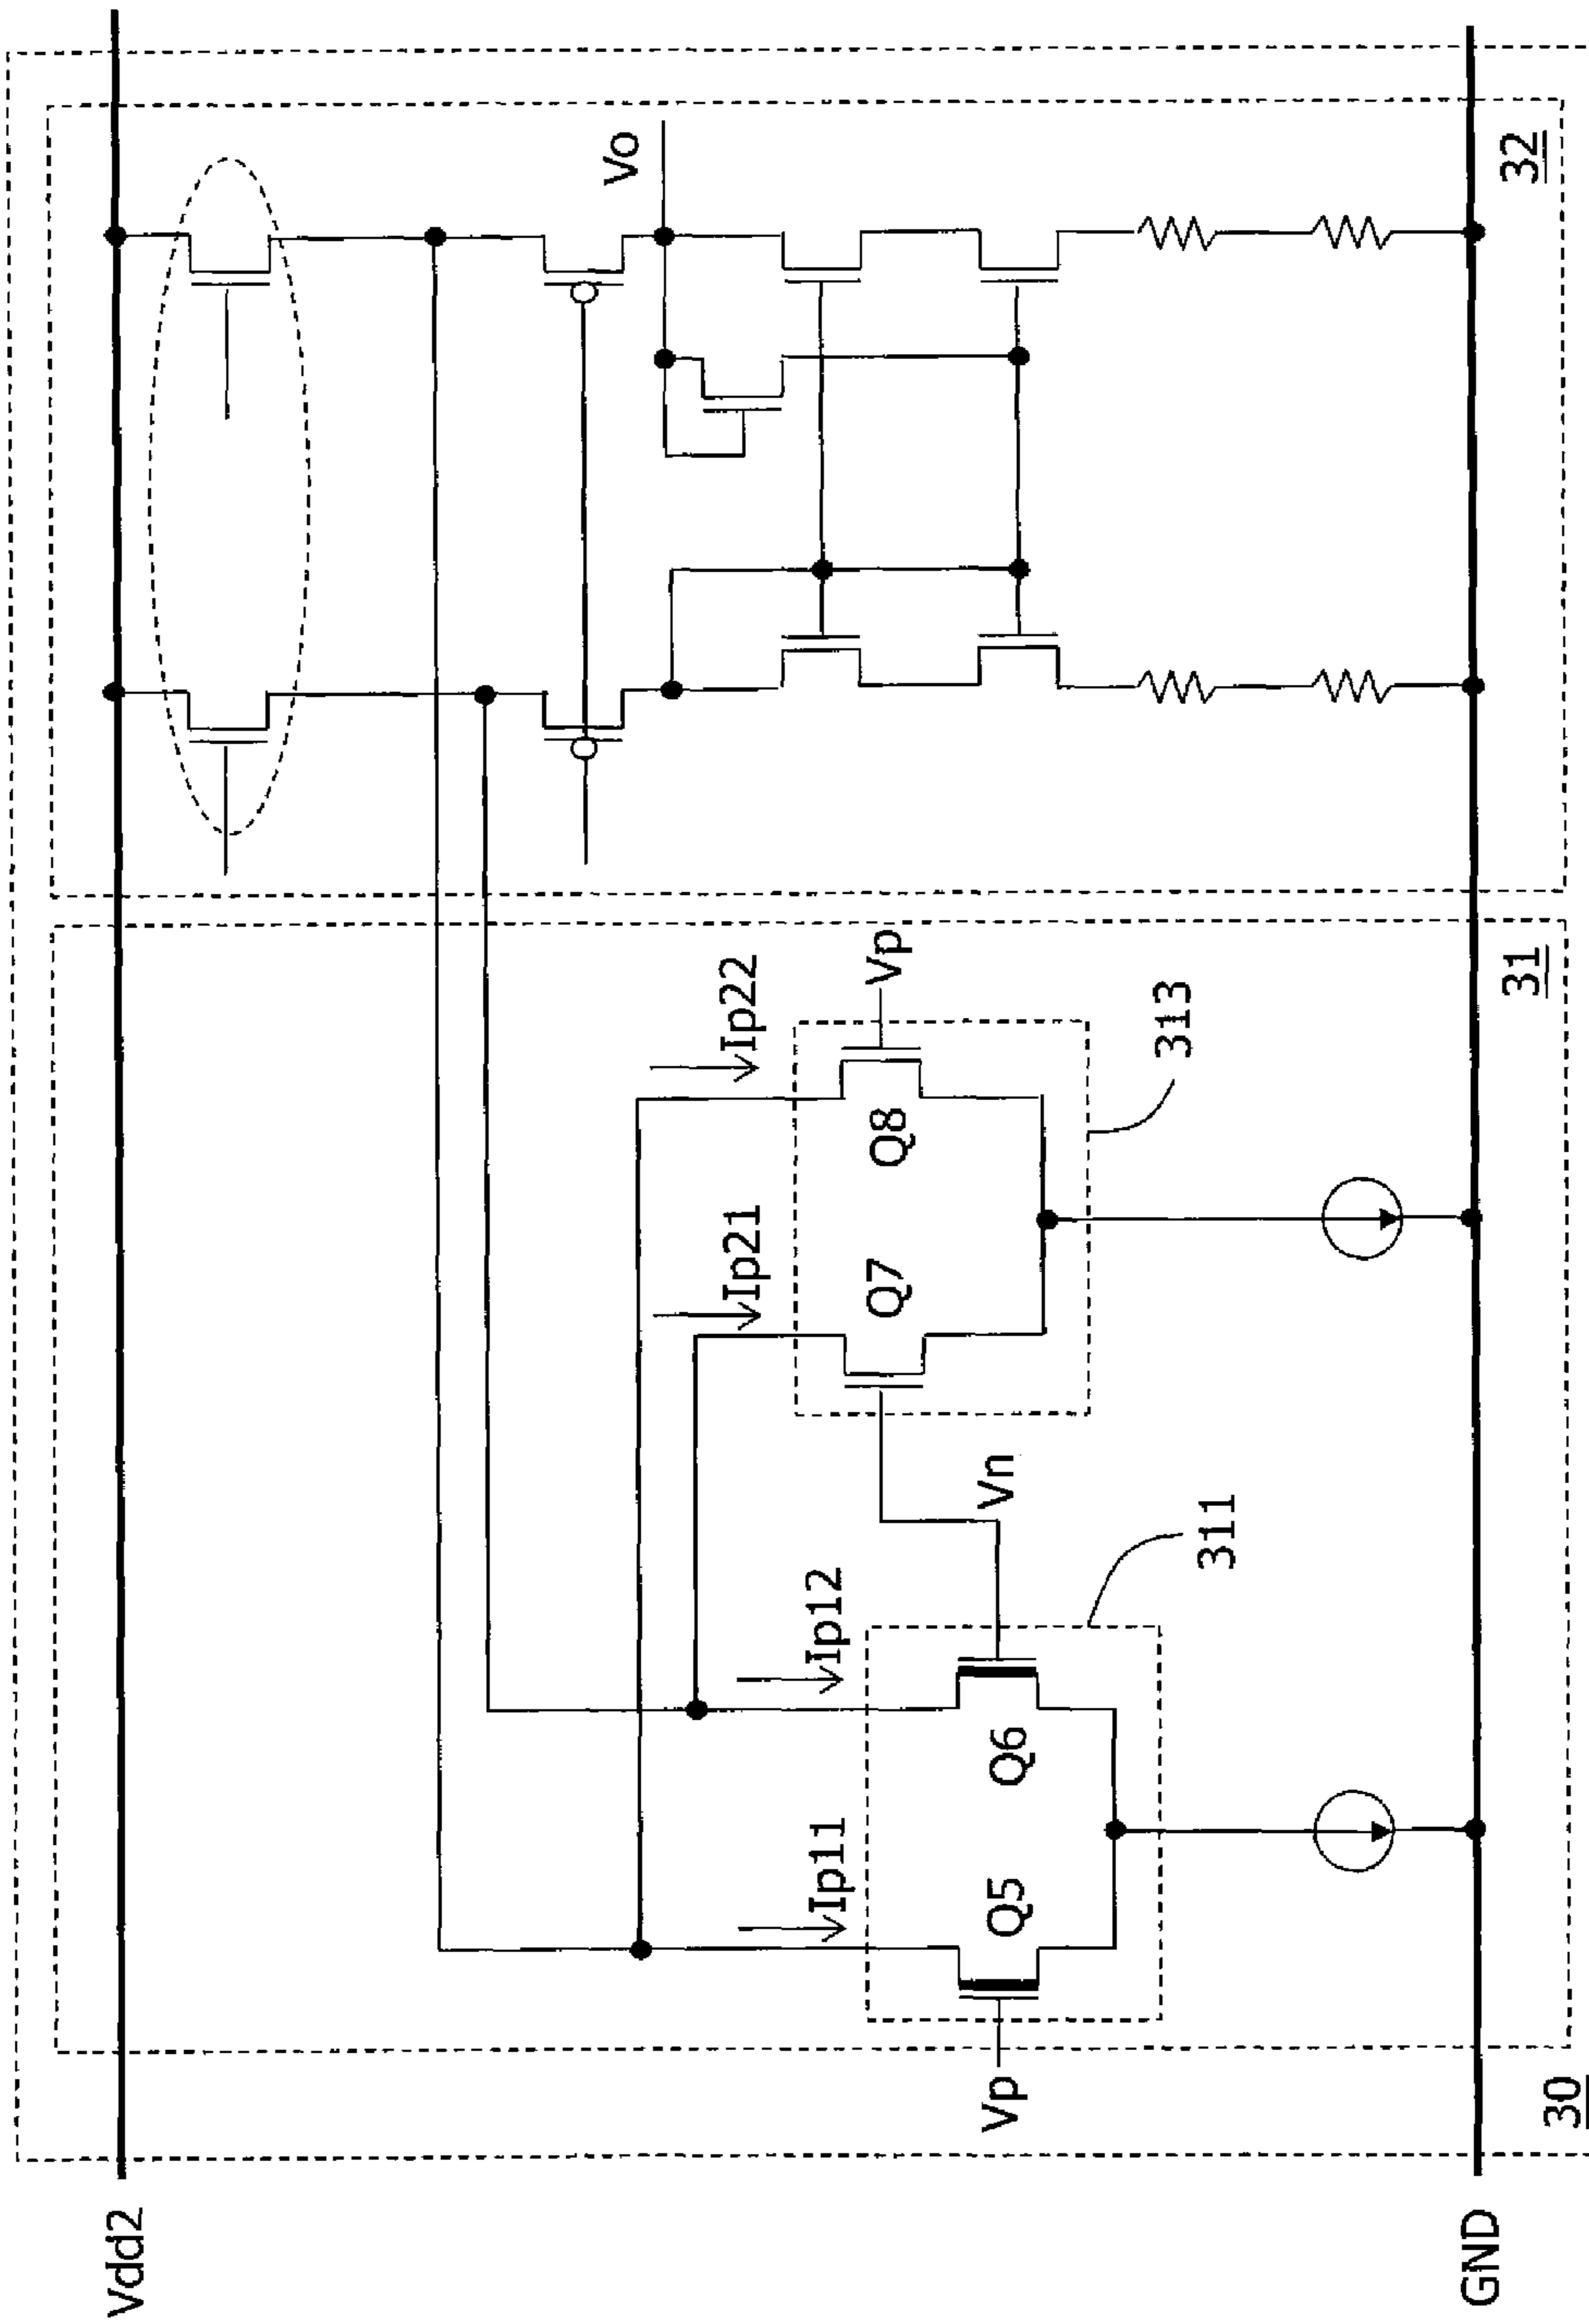 Vdd2
Vo
Ip22
Vp
Ip21
Q8
Q7
313
Vn
Ip12
311
Ip11
Q6
Q5
Vp
32
31
30
GND